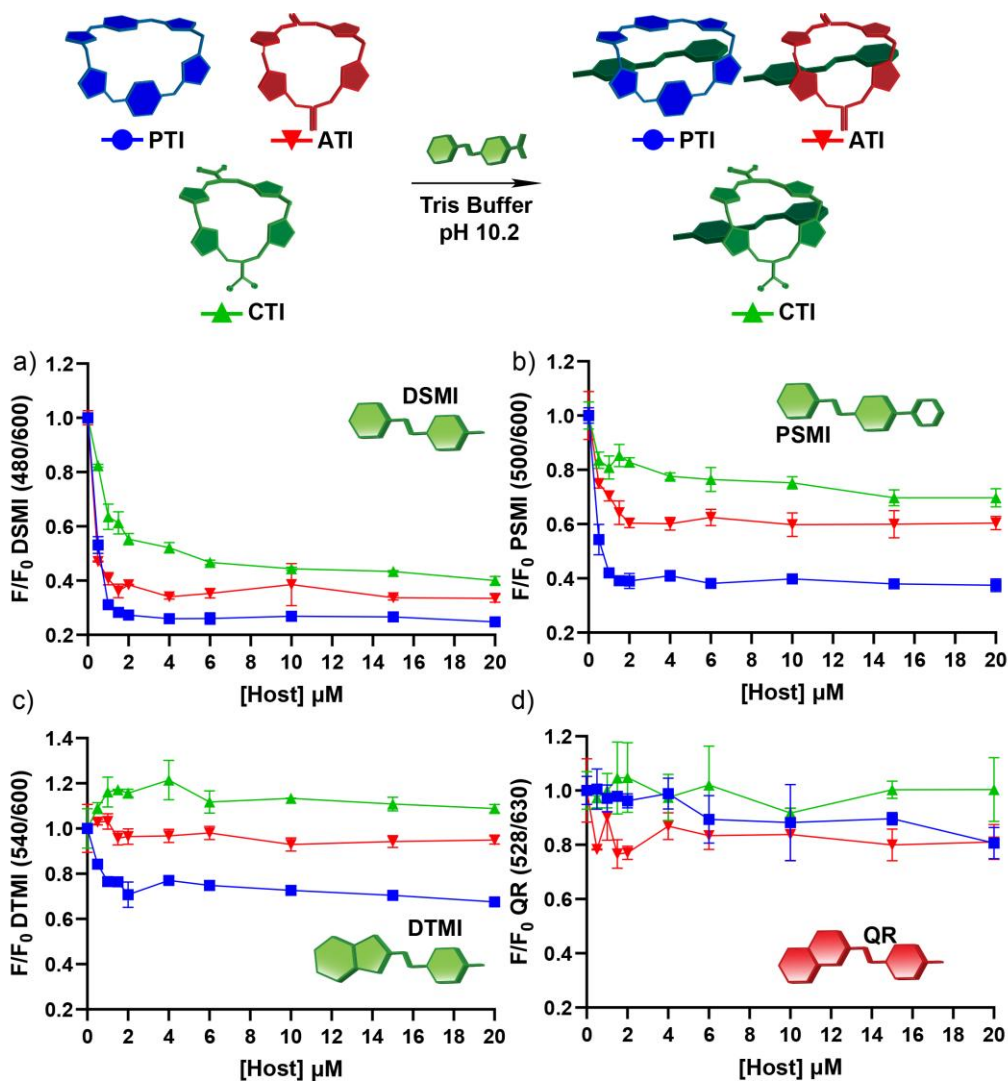 PTI
ATI
CTI
Tris Buffer
pH 10.2
PTI
ATI
CTI
a)
F/F0 DSMI (480/600)
1.2
1.0
0.8
0.6
0.4
0.2
0 2 4 6 8 10 12 14 16 18 20
[Host] µM
DSMI
b)
F/F0 PSMI (500/600)
1.2
1.0
0.8
0.6
0.4
0.2
0 2 4 6 8 10 12 14 16 18 20
[Host] µM
PSMI
c)
F/F0 DTMI (540/600)
1.4
1.2
1.0
0.8
0.6
0.4
0.2
0 2 4 6 8 10 12 14 16 18 20
[Host] µM
DTMI
d)
F/F0 QR (528/630)
1.2
1.0
0.8
0.6
0.4
0.2
0 2 4 6 8 10 12 14 16 18 20
[Host] µM
QR